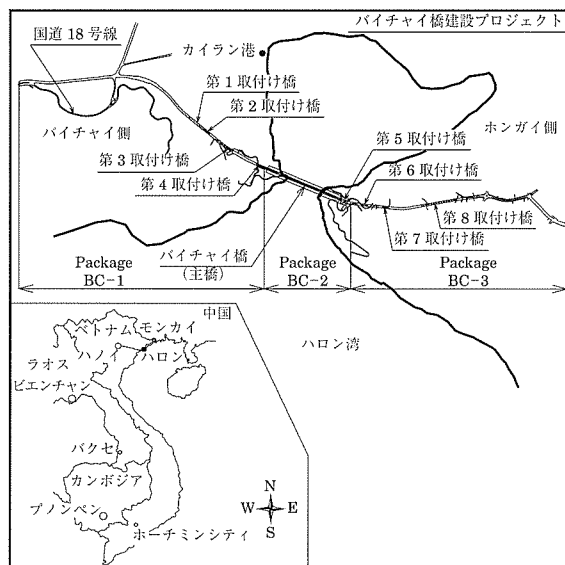 バイチャイ橋建設プロジェクト
国道18号線
カイラン港
第1取付け橋
第2取付け橋
バイチャイ側
ホンガイ側
第3取付け橋
第4取付け橋
第5取付け橋
第6取付け橋
第8取付け橋
第7取付け橋
バイチャイ橋
(主橋)
Package
BC-1
Package
BC-2
Package
BC-3
中国
ベトナム
モンカイ
ハノイ
ハロン
ラオス
ビエンチャン
ハロン湾
バクセ
カンボジア
プノンペン
ホーチミンシティ
N
W
E
S